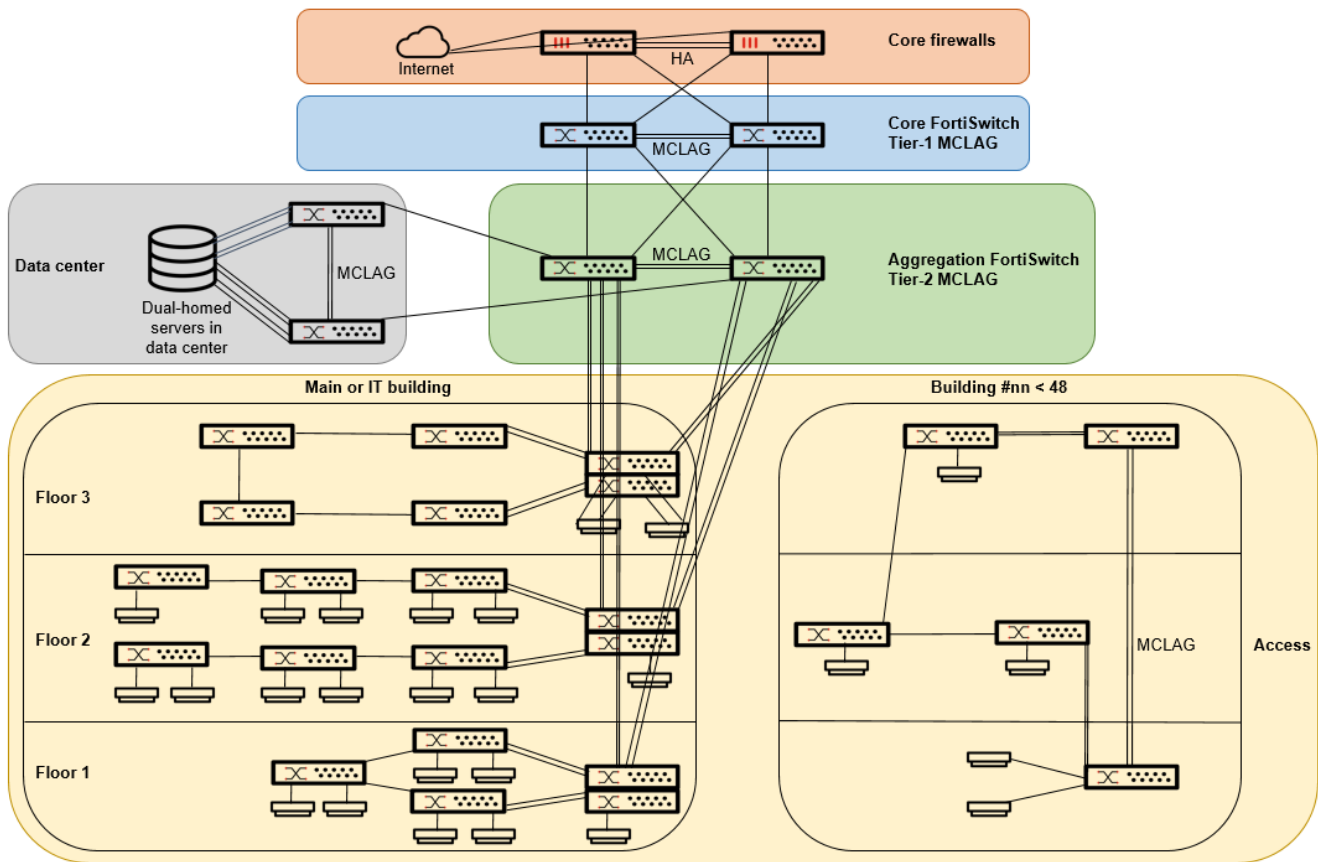 Core firewalls
Internet
HA
Core FortiSwitch
Tier-1 MCLAG
MCLAG
Data center
MCLAG
Dual-homed
servers in
data center
MCLAG
Aggregation FortiSwitch
Tier-2 MCLAG
Main or IT building
Building #nn < 48
Floor 3
Floor 2
MCLAG
Access
Floor 1